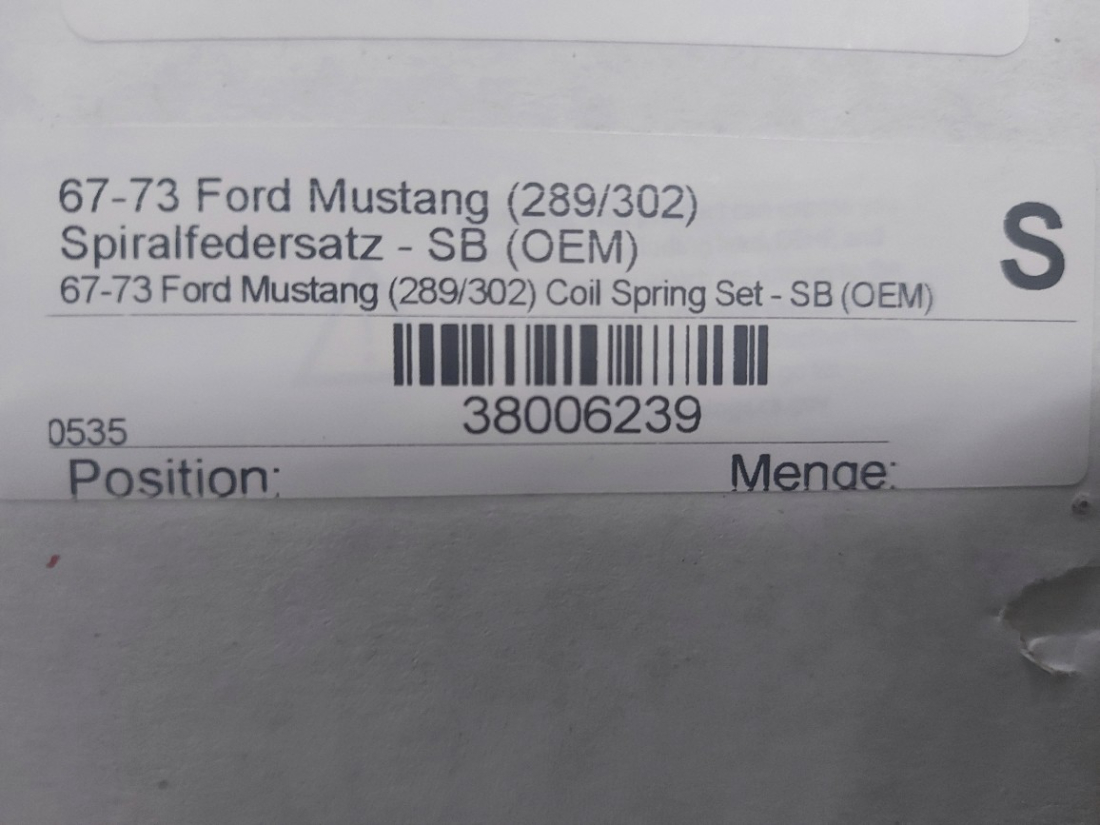 67-73 Ford Mustang (289/302)
Spiralfedersatz - SB (OEM)
S
67-73 Ford Mustang (289/302) Coil Spring Set - SB (OEM)
38006239
0535
Position:
Menge: